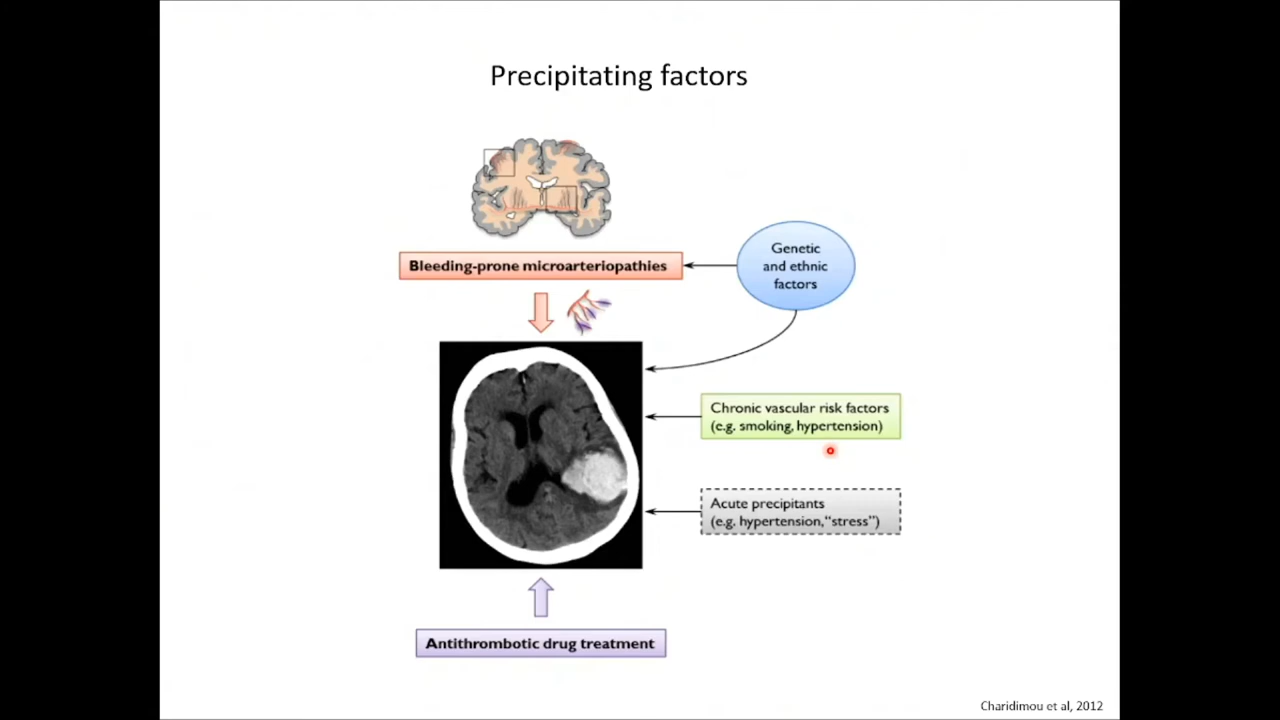 Precipitating factors
Bleeding-prone microarteriopathies
Genetic
and ethnic
factors
Chronic vascular risk factors
(e.g. smoking, hypertension)
Acute precipitants
(e.g. hypertension, “stress”)
Antithrombotic drug treatment
Charidimou et al, 2012